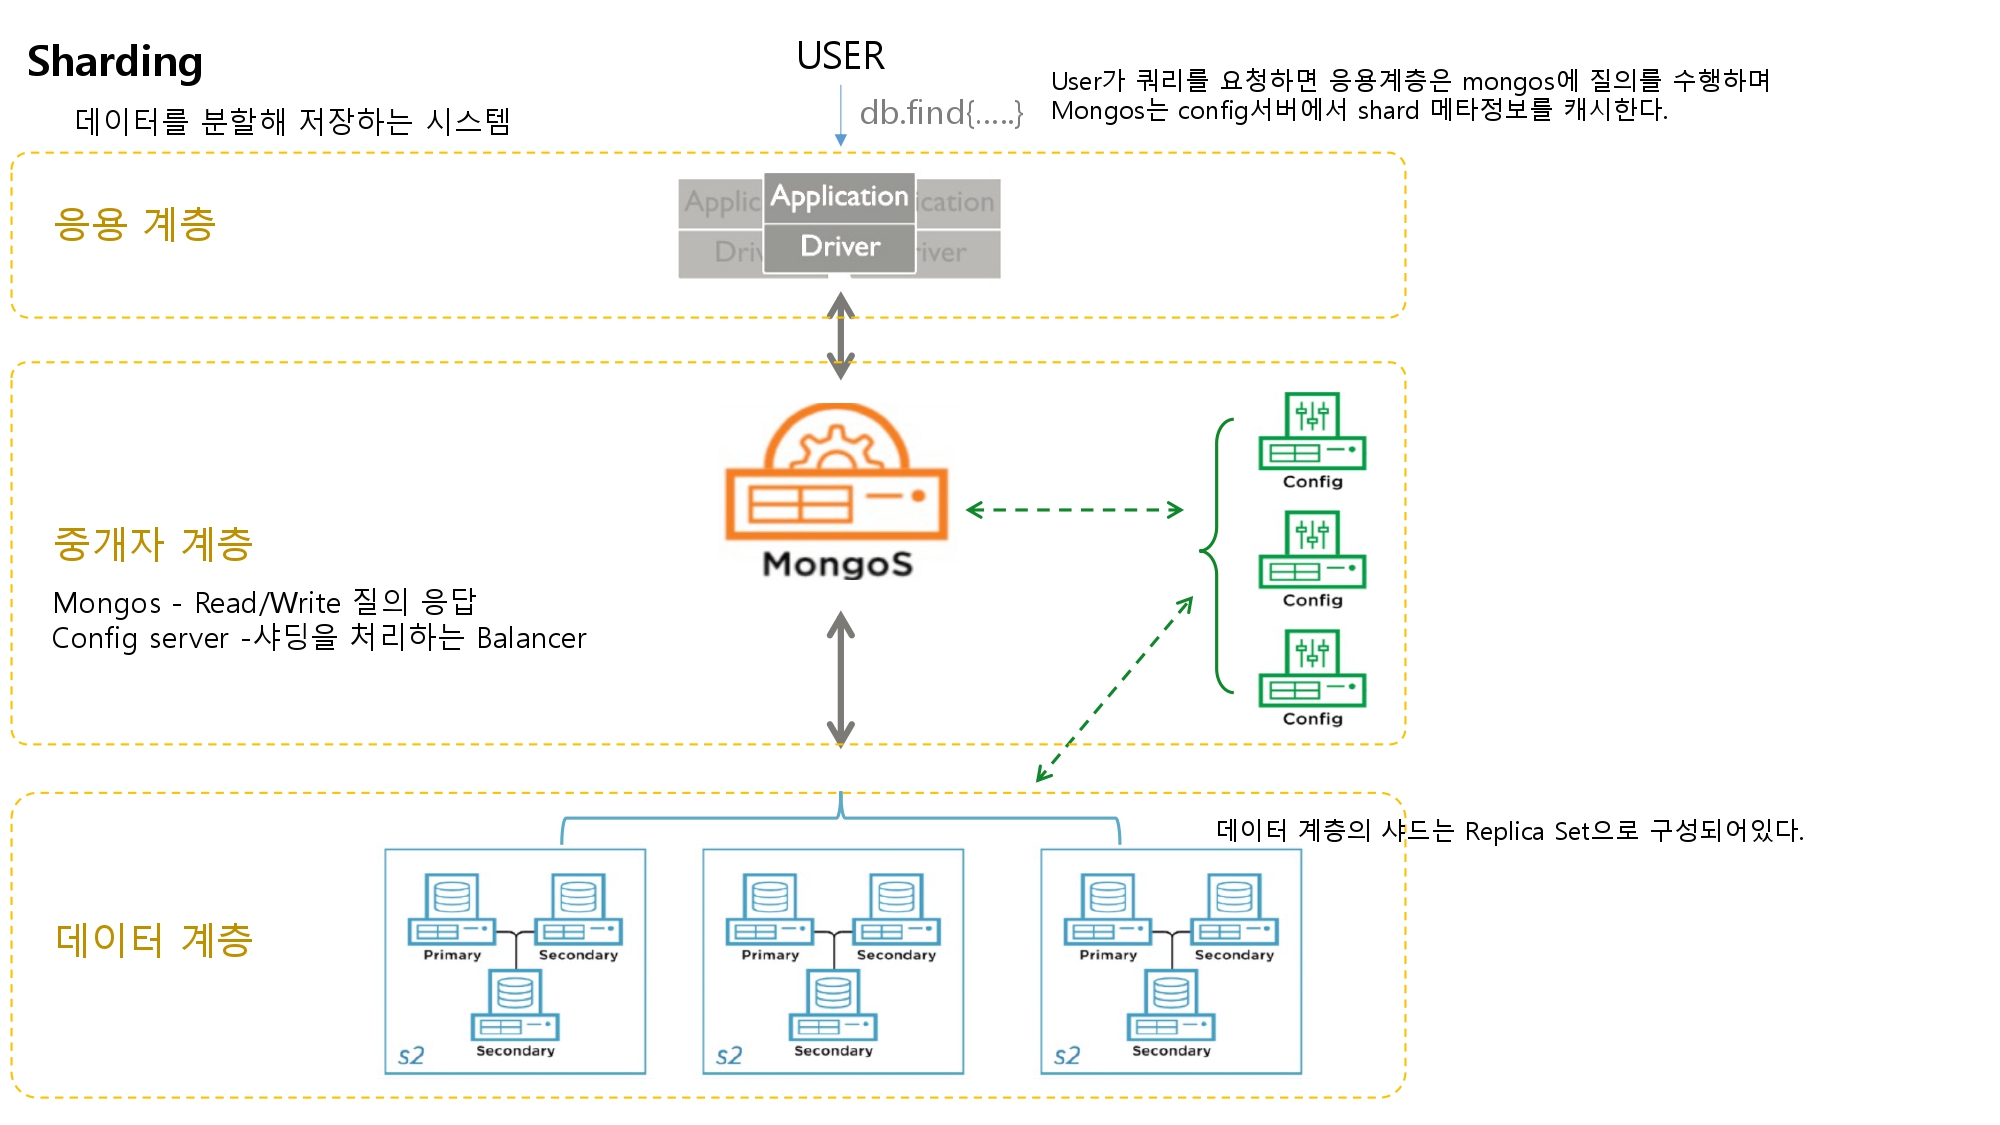 Sharding
데이터를 분할해 저장하는 시스템
USER
db.find{.....}
User가 쿼리를 요청하면 응용계층은 mongos에 질의를 수행하며
Mongos는 config서버에서 shard 메타정보를 캐시한다.
응용 계층
Applic
Application
ication
Driv
Driver
river
중개자 계층
Mongos - Read/Write 질의 응답
Config server -샤딩을 처리하는 Balancer
MongoS
Config
Config
Config
데이터 계층의 샤드는 Replica Set으로 구성되어있다.
데이터 계층
Primary
Secondary
Secondary
s2
Primary
Secondary
Secondary
s2
Primary
Secondary
Secondary
s2